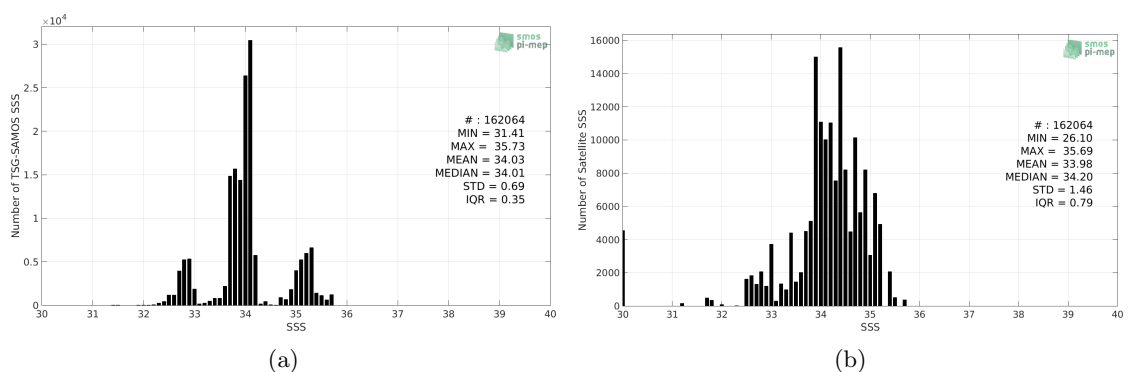 ×10⁴
3
2.5
2
1.5
1
0.5
0
30 31 32 33 34 35 36 37 38 39 40
SSS
Number of TSG-SAMOS SSS
smos
pi-mep
# : 162064
MIN = 31.41
MAX = 35.73
MEAN = 34.03
MEDIAN = 34.01
STD = 0.69
IQR = 0.35
(a)
16000
14000
12000
10000
8000
6000
4000
2000
0
30 31 32 33 34 35 36 37 38 39 40
SSS
Number of Satellite SSS
smos
pi-mep
# : 162064
MIN = 26.10
MAX = 35.69
MEAN = 33.98
MEDIAN = 34.20
STD = 1.46
IQR = 0.79
(b)